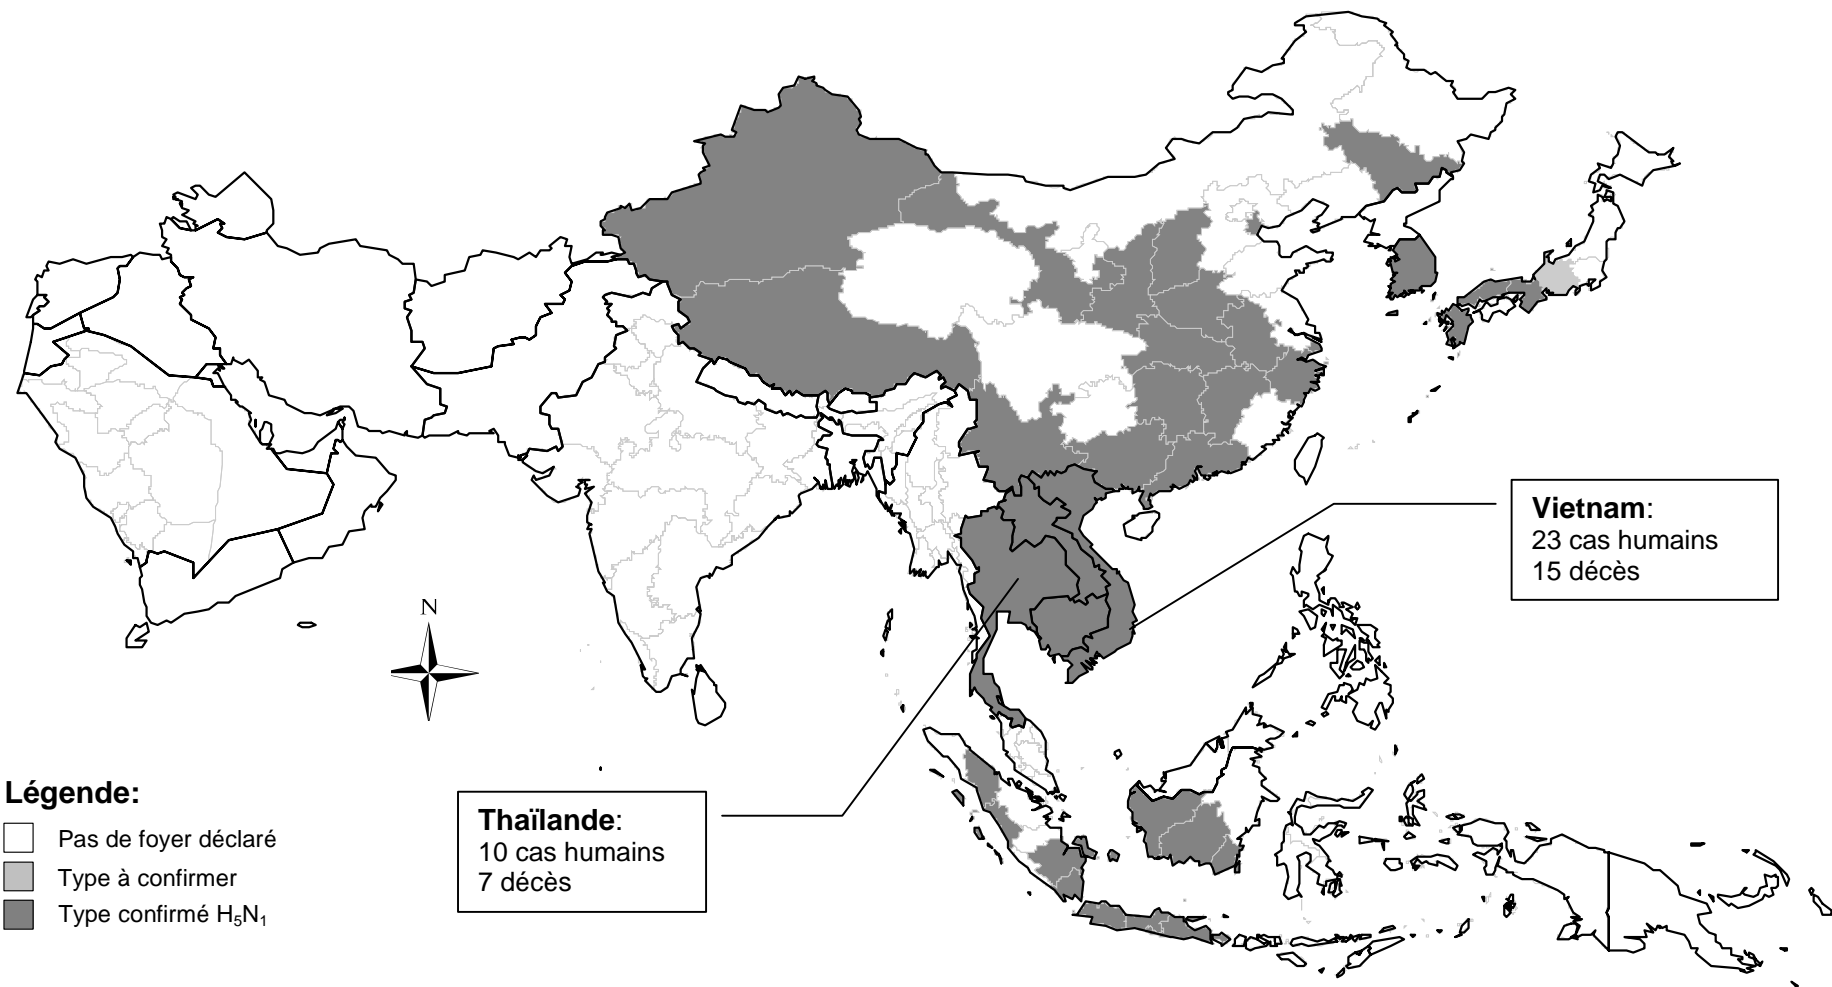 N
Vietnam:
23 cas humains
15 décès
Légende:
Pas de foyer déclaré
Type à confirmer
Type confirmé H₅N₁
Thaïlande:
10 cas humains
7 décès